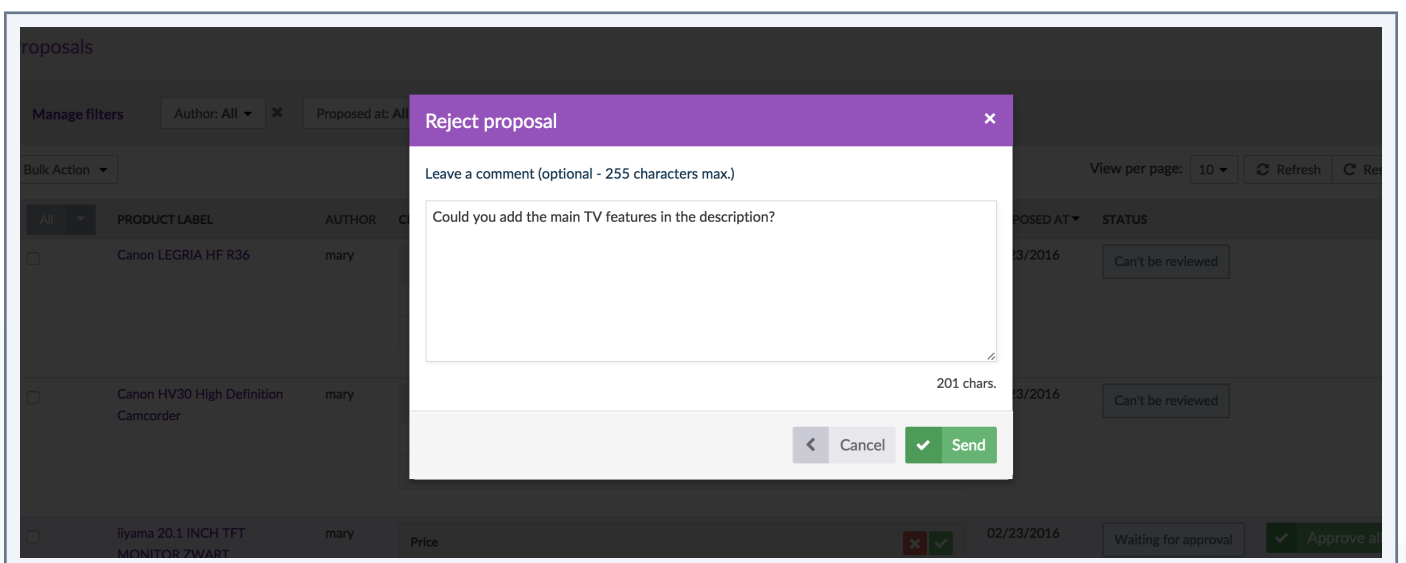 roposals
Manage filters Author: All Proposed at: All
Reject proposal
Bulk Action
View per page: 10 Refresh Res
Leave a comment (optional - 255 characters max.)
All PRODUCT LABEL AUTHOR C POSED AT STATUS
Could you add the main TV features in the description?
Canon LEGRIA HF R36 mary 23/2016 Can't be reviewed
201 chars.
Canon HV30 High Definition mary 23/2016 Can't be reviewed
Camcorder
Cancel Send
iiyama 20.1 INCH TFT mary Price 02/23/2016 Waiting for approval Approve all
MONITOR ZWART